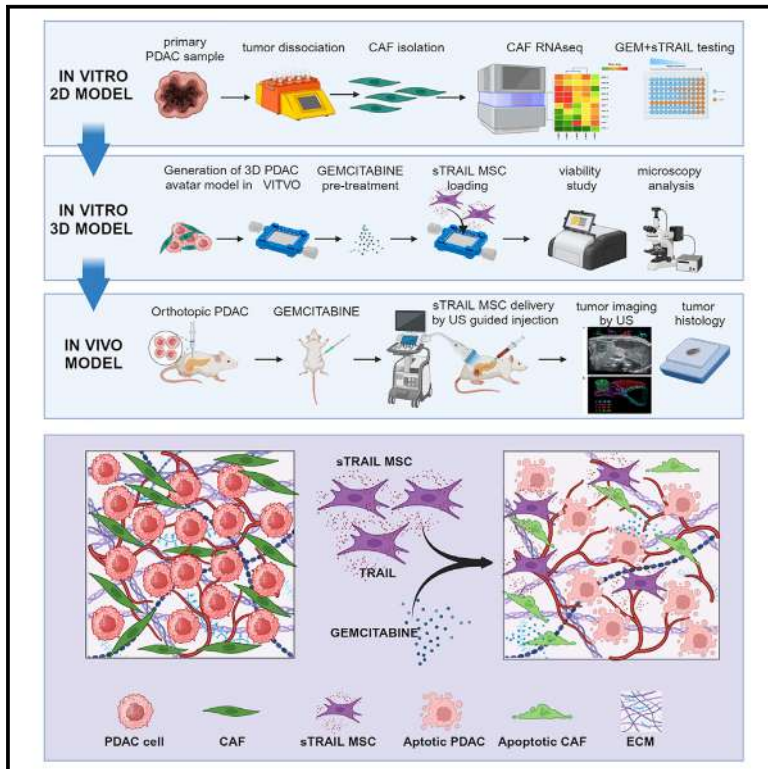 IN VITRO
2D MODEL
primary
PDAC sample
tumor dissociation
CAF isolation
CAF RNAseq
GEM+sTRAIL testing
IN VITRO
3D MODEL
Generation of 3D PDAC
avatar model in VITVO
GEMCITABINE
pre-treatment
sTRAIL MSC
loading
viability
study
microscopy
analysis
IN VIVO
MODEL
Orthotopic PDAC
GEMCITABINE
sTRAIL MSC delivery
by US guided injection
tumor imaging
by US
tumor
histology
sTRAIL MSC
TRAIL
GEMCITABINE
PDAC cell
CAF
sTRAIL MSC
Aptotic PDAC
Apoptotic CAF
ECM